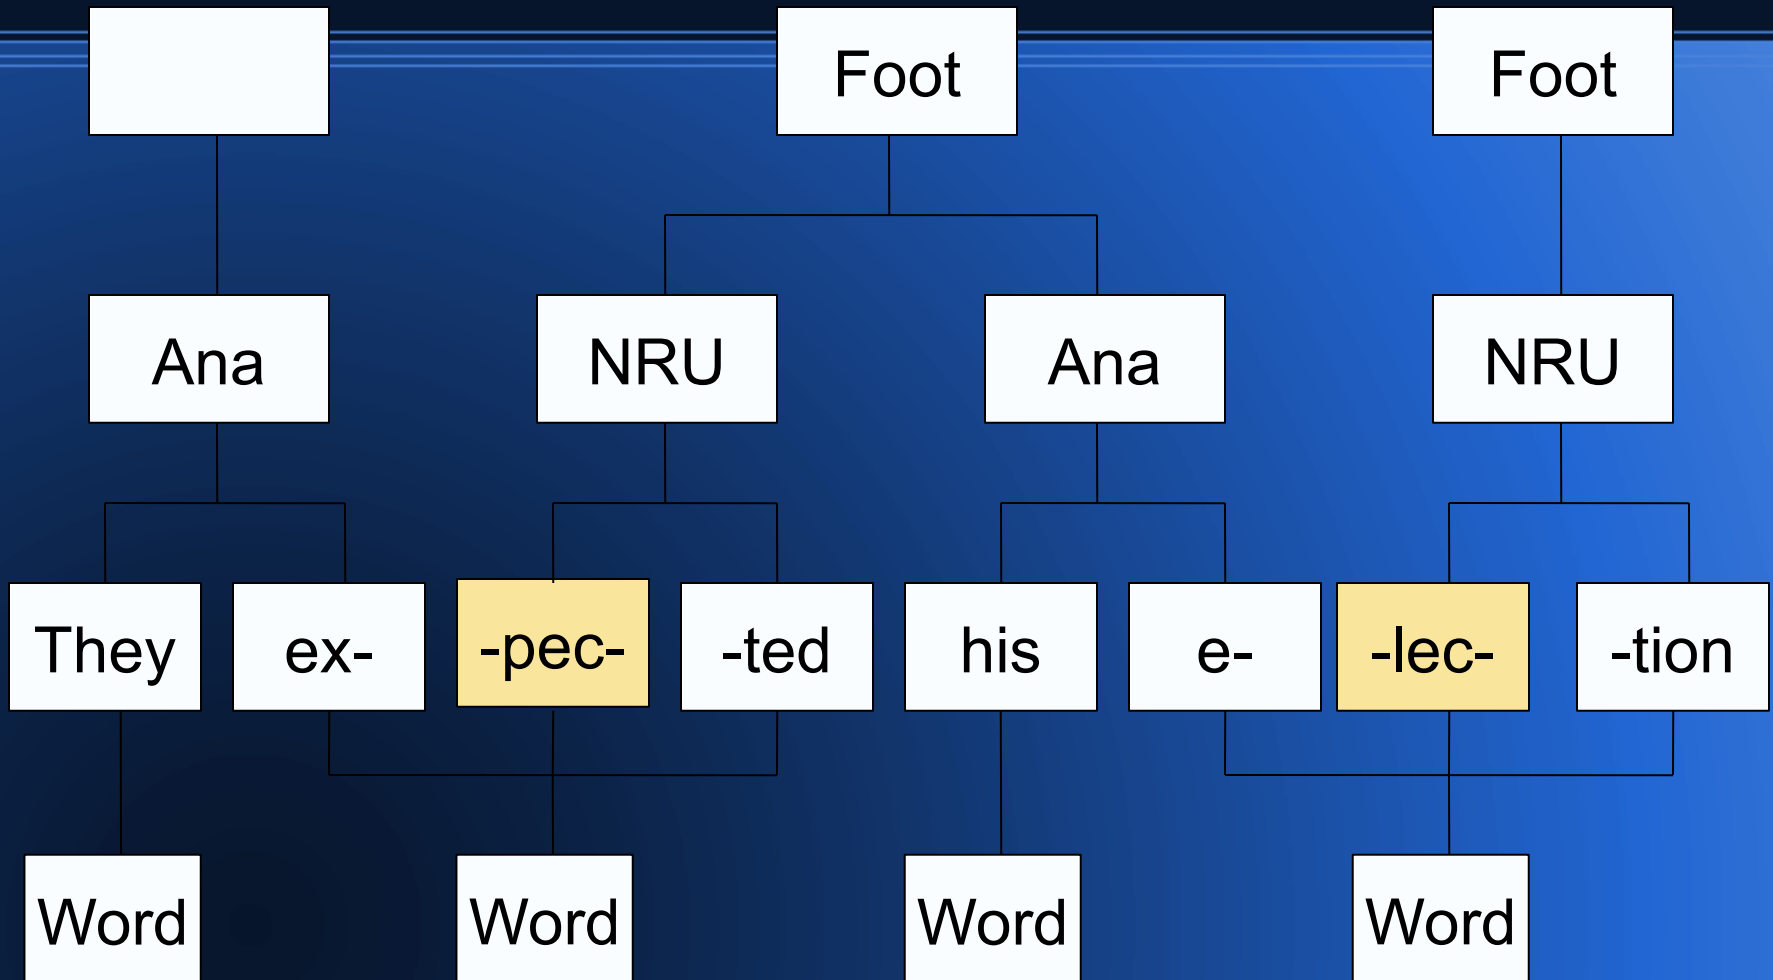 Foot Foot
Ana NRU Ana NRU
They ex- -pec- -ted his e- -lec- -tion
Word Word Word Word